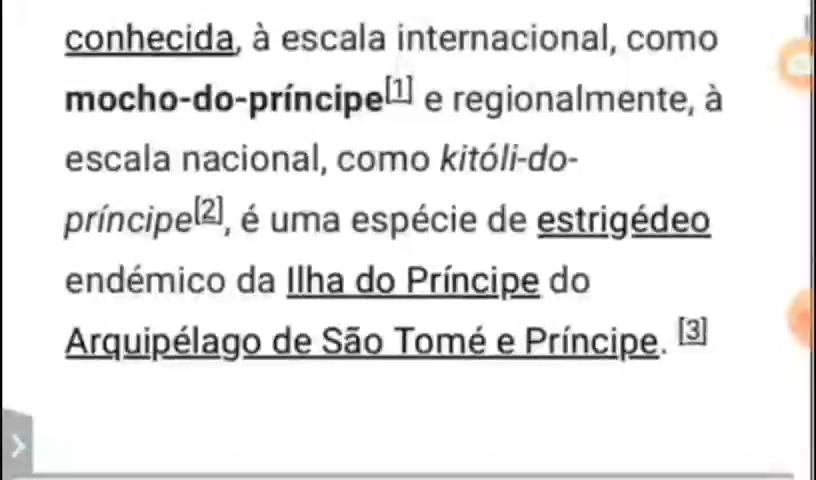 conhecida, à escala internacional, como
mocho-do-príncipe[1] e regionalmente, à
escala nacional, como kitóli-do-
príncipe[2], é uma espécie de estrigédeo
endémico da Ilha do Príncipe do
Arquipélago de São Tomé e Príncipe. [3]